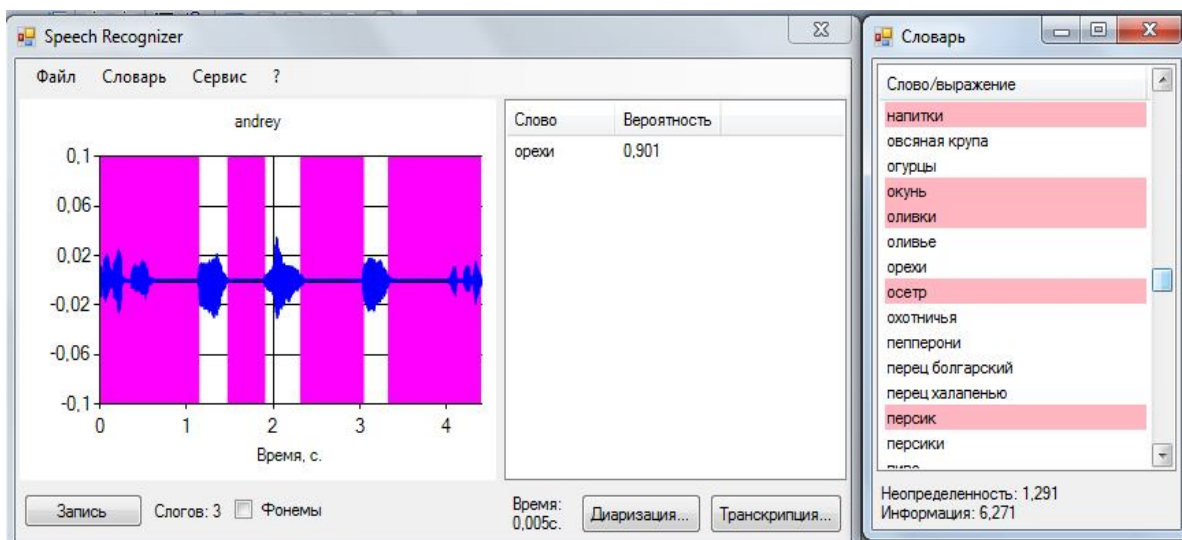 Speech Recognizer
Файл Словарь Сервис ?
andrey
0,1
0,06
0,02
-0,02
-0,06
-0,1
0 1 2 3 4
Время, с.
Слово Вероятность
орехи 0,901
Запись Слогов: 3 Фонемы
Время:
0,005с.
Диаризация... Транскрипция...
Словарь
Слово/выражение
напитки
овсяная крупа
огурцы
окунь
оливки
оливье
орехи
осетр
охотничья
пепперони
перец болгарский
перец халапенью
персик
персики
Неопределенность: 1,291
Информация: 6,271